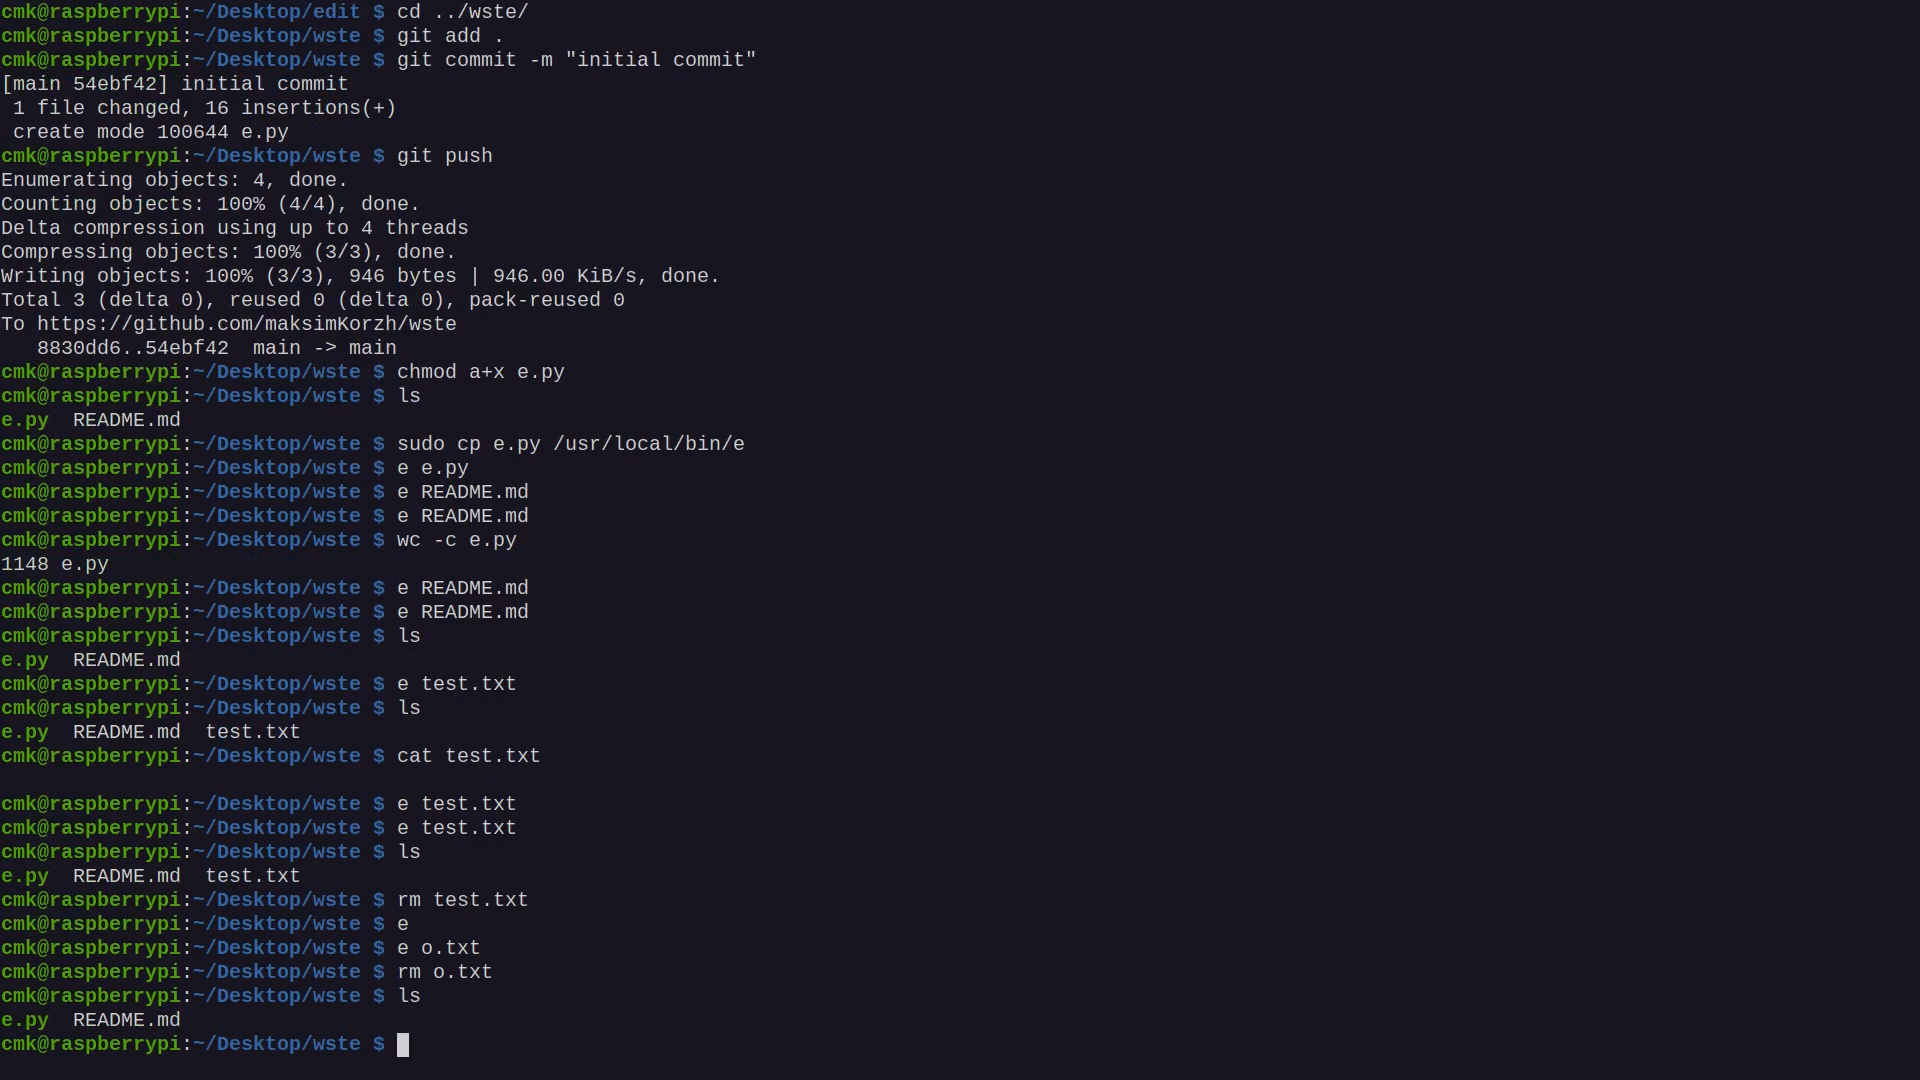 cmk@raspberrypi:~/Desktop/edit $ cd ../wste/
cmk@raspberrypi:~/Desktop/wste $ git add .
cmk@raspberrypi:~/Desktop/wste $ git commit -m "initial commit"
[main 54ebf42] initial commit
 1 file changed, 16 insertions(+)
 create mode 100644 e.py
cmk@raspberrypi:~/Desktop/wste $ git push
Enumerating objects: 4, done.
Counting objects: 100% (4/4), done.
Delta compression using up to 4 threads
Compressing objects: 100% (3/3), done.
Writing objects: 100% (3/3), 946 bytes | 946.00 KiB/s, done.
Total 3 (delta 0), reused 0 (delta 0), pack-reused 0
To https://github.com/maksimKorzh/wste
   8830dd6..54ebf42  main -> main
cmk@raspberrypi:~/Desktop/wste $ chmod a+x e.py
cmk@raspberrypi:~/Desktop/wste $ ls
e.py  README.md
cmk@raspberrypi:~/Desktop/wste $ sudo cp e.py /usr/local/bin/e
cmk@raspberrypi:~/Desktop/wste $ e e.py
cmk@raspberrypi:~/Desktop/wste $ e README.md
cmk@raspberrypi:~/Desktop/wste $ e README.md
cmk@raspberrypi:~/Desktop/wste $ wc -c e.py
1148 e.py
cmk@raspberrypi:~/Desktop/wste $ e README.md
cmk@raspberrypi:~/Desktop/wste $ e README.md
cmk@raspberrypi:~/Desktop/wste $ ls
e.py  README.md
cmk@raspberrypi:~/Desktop/wste $ e test.txt
cmk@raspberrypi:~/Desktop/wste $ ls
e.py  README.md  test.txt
cmk@raspberrypi:~/Desktop/wste $ cat test.txt

cmk@raspberrypi:~/Desktop/wste $ e test.txt
cmk@raspberrypi:~/Desktop/wste $ e test.txt
cmk@raspberrypi:~/Desktop/wste $ ls
e.py  README.md  test.txt
cmk@raspberrypi:~/Desktop/wste $ rm test.txt
cmk@raspberrypi:~/Desktop/wste $ e
cmk@raspberrypi:~/Desktop/wste $ e o.txt
cmk@raspberrypi:~/Desktop/wste $ rm o.txt
cmk@raspberrypi:~/Desktop/wste $ ls
e.py  README.md
cmk@raspberrypi:~/Desktop/wste $